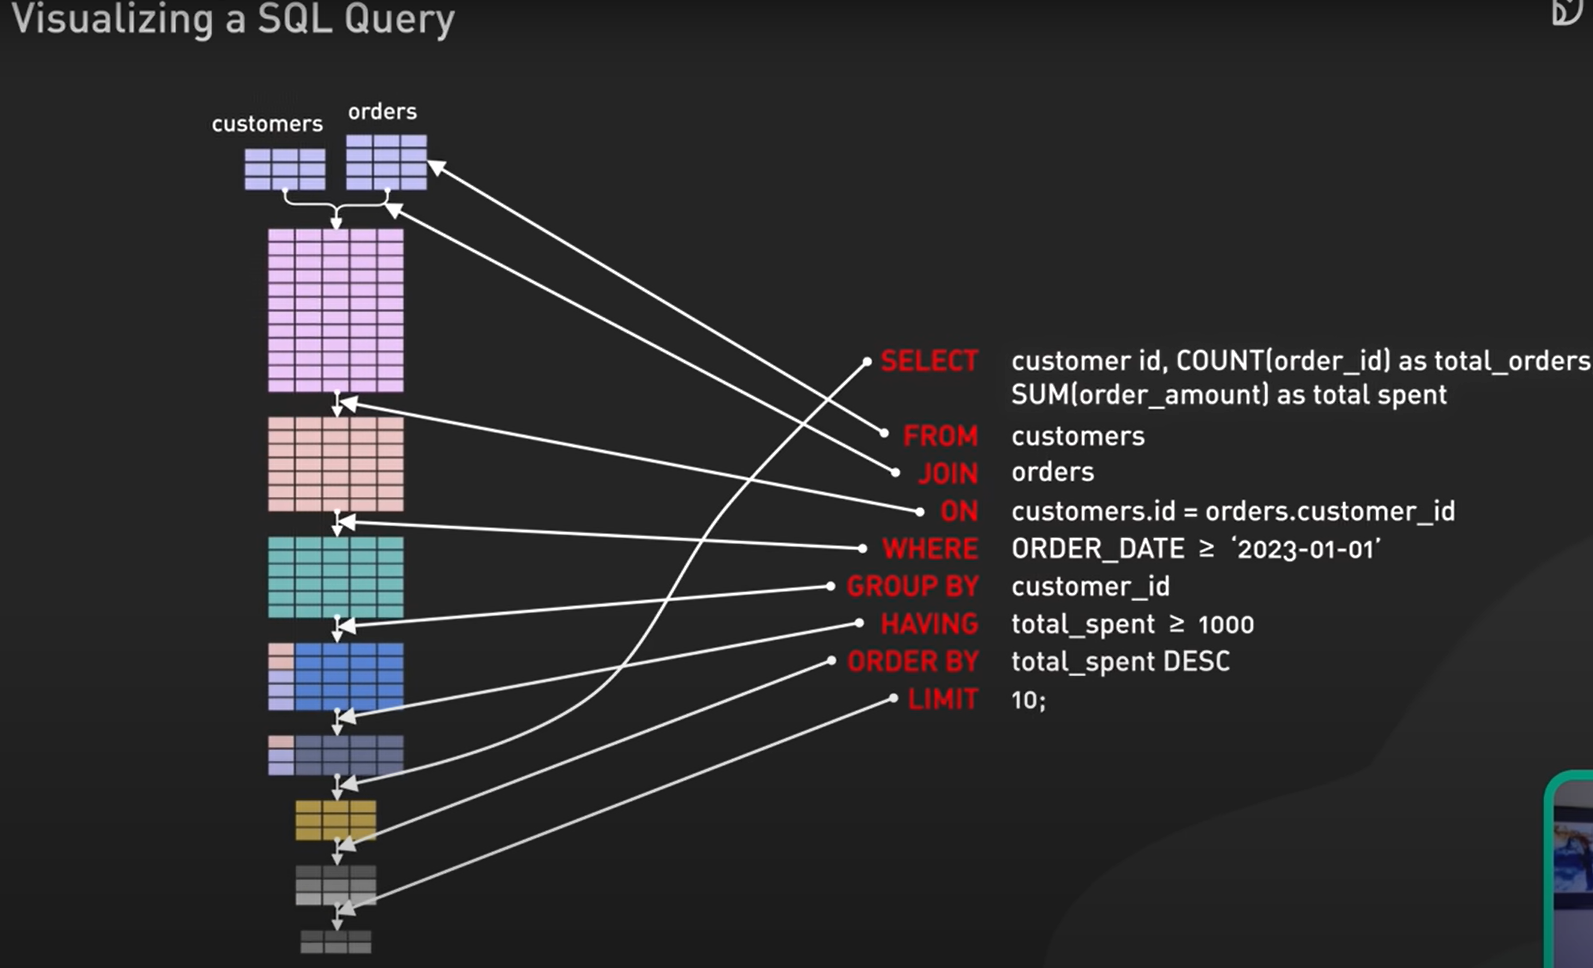 Visualizing a SQL Query
customers
orders
SELECT customer id, COUNT(order_id) as total_orders
SUM(order_amount) as total spent
FROM customers
JOIN orders
ON customers.id = orders.customer_id
WHERE ORDER_DATE ≥ ‘2023-01-01’
GROUP BY customer_id
HAVING total_spent ≥ 1000
ORDER BY total_spent DESC
LIMIT 10;